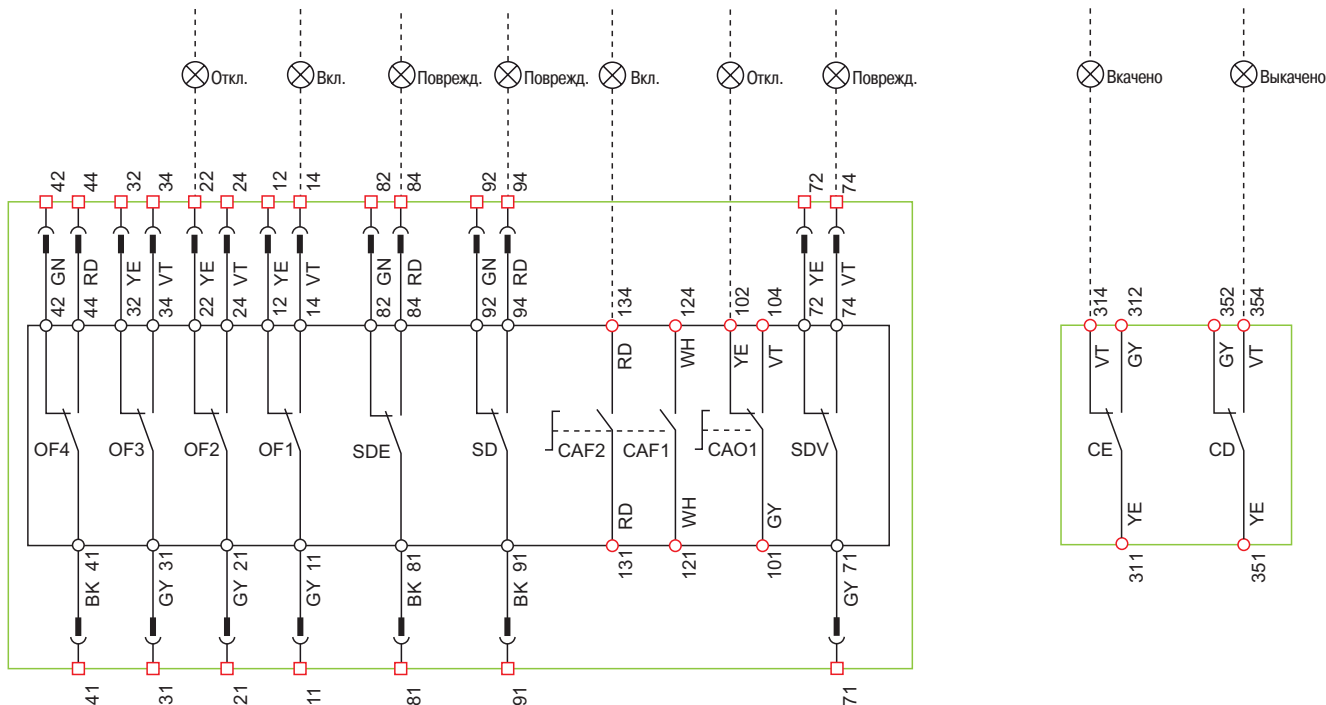 Откл.
Вкл.
Поврежд.
Поврежд.
Вкл.
Откл.
Поврежд.
Вкачено
Выкачено
42 44 32 34 22 24 12 14 82 84 92 94 72 74
GN RD YE VT YE VT YE VT GN RD GN RD YE VT
42 44 32 34 22 24 12 14 82 84 92 94 134 124 102 104 72 74 314 312 352 354
RD WH YE VT VT GY GY VT
OF4 OF3 OF2 OF1 SDE SD CAF2 CAF1 CAO1 SDV CE CD
RD WH GY YE YE
41 31 21 11 81 91 131 121 101 71 311 351
BK GY GY GY BK BK GY
41 31 21 11 81 91 71